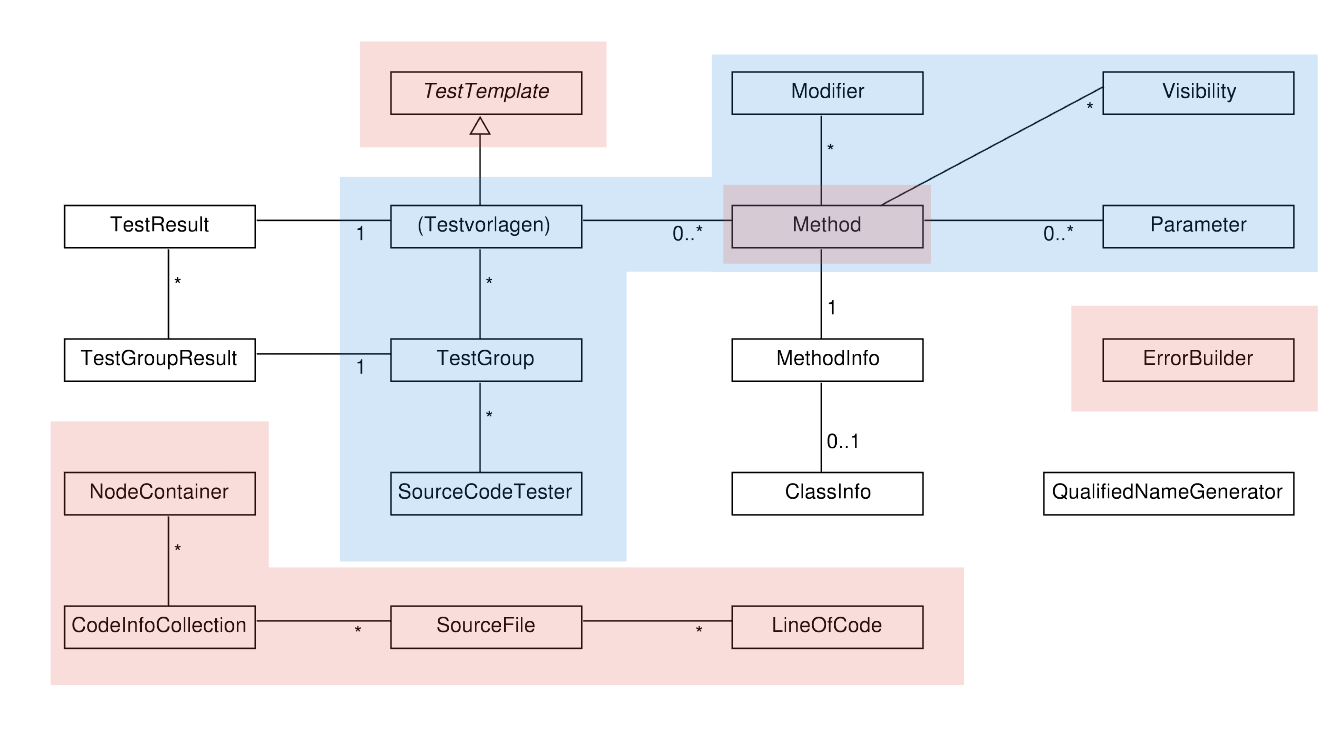 TestTemplate
Modifier
Visibility
*
*
TestResult
1
(Testvorlagen)
0..*
Method
0..*
Parameter
*
*
1
TestGroupResult
1
TestGroup
MethodInfo
ErrorBuilder
*
0..1
NodeContainer
SourceCodeTester
ClassInfo
QualifiedNameGenerator
*
CodeInfoCollection
*
SourceFile
*
LineOfCode